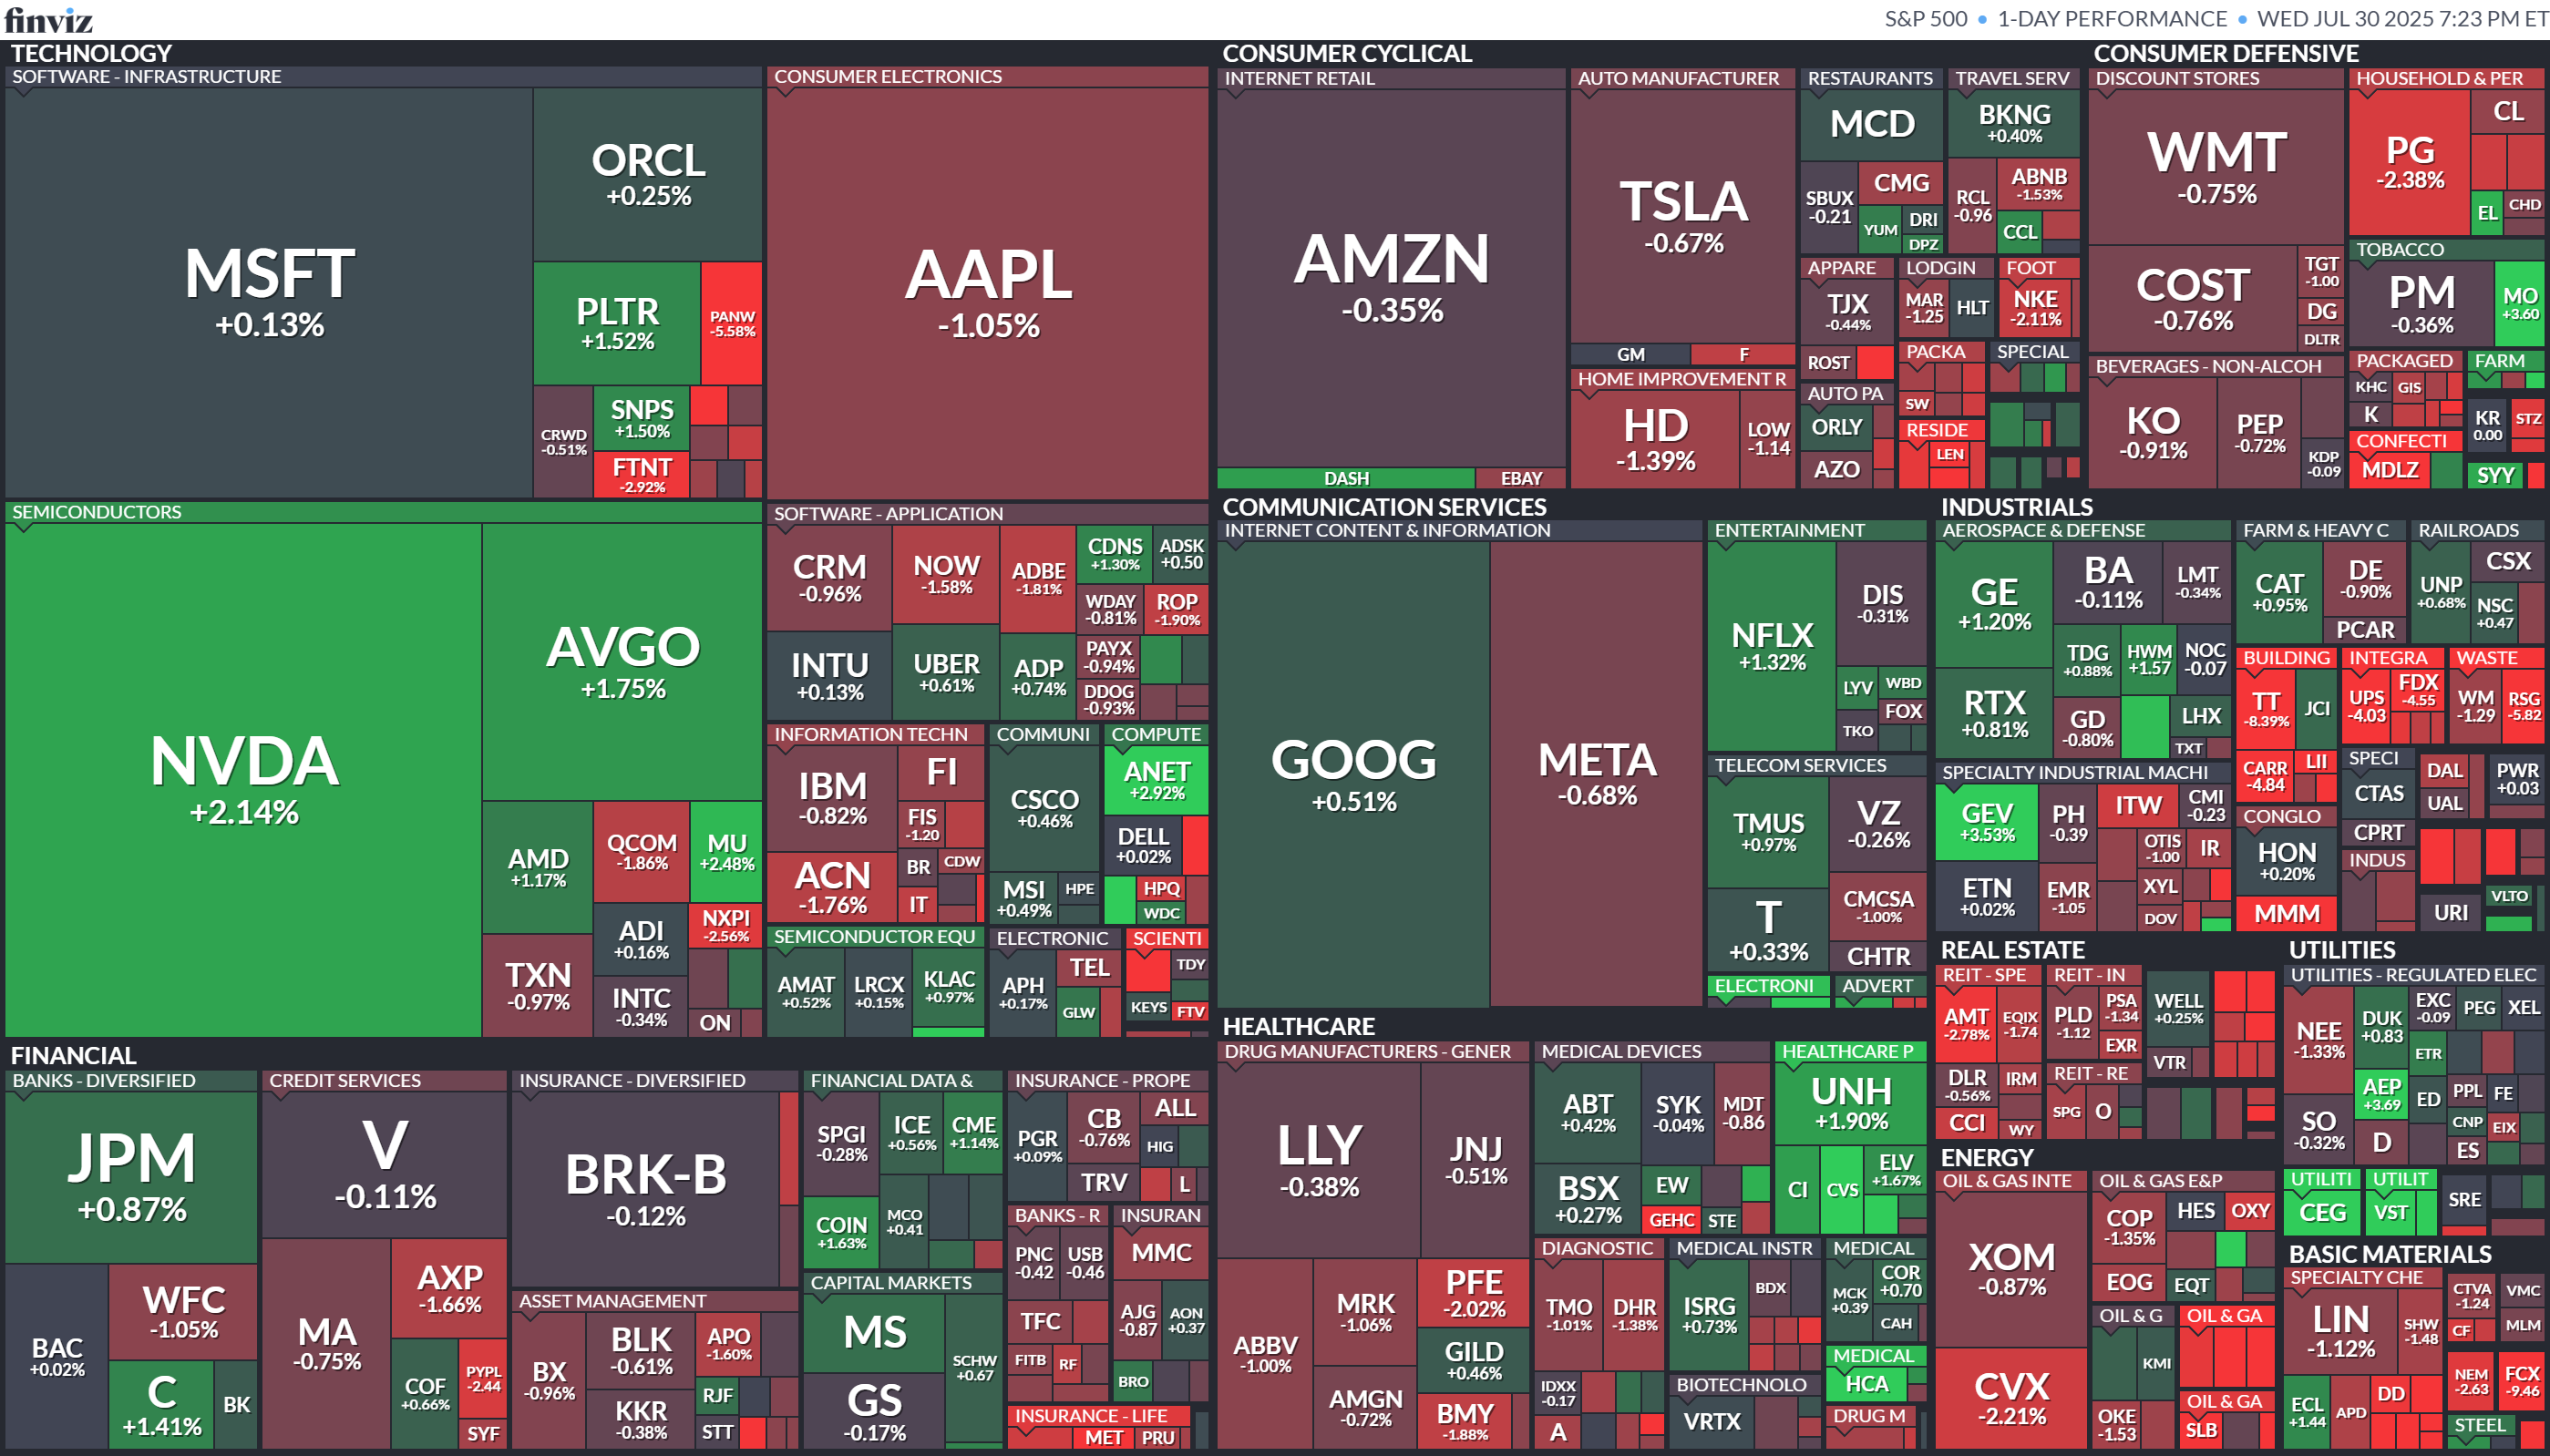 finviz
S&P 500 • 1-DAY PERFORMANCE • WED JUL 30 2025 7:23 PM ET
TECHNOLOGY
SOFTWARE - INFRASTRUCTURE
MSFT
+0.13%
ORCL
+0.25%
PLTR
+1.52%
PANW
-5.58%
CRWD
-0.51%
SNPS
+1.50%
FTNT
-2.92%
CONSUMER ELECTRONICS
AAPL
-1.05%
SEMICONDUCTORS
NVDA
+2.14%
AVGO
+1.75%
AMD
+1.17%
QCOM
-1.86%
MU
+2.48%
TXN
-0.97%
ADI
+0.16%
NXPI
-2.56%
INTC
-0.34%
ON
SOFTWARE - APPLICATION
CRM
-0.96%
NOW
-1.58%
ADBE
-1.81%
CDNS
+1.30%
ADSK
+0.50
WDAY
-0.81%
ROP
-1.90%
INTU
+0.13%
UBER
+0.61%
ADP
+0.74%
PAYX
-0.94%
DDOG
-0.93%
INFORMATION TECHN
IBM
-0.82%
FI
FIS
-1.20
ACN
-1.76%
BR
CDW
IT
COMMUNI
CSCO
+0.46%
MSI
+0.49%
HPE
COMPUTE
ANET
+2.92%
DELL
+0.02%
HPQ
WDC
SEMICONDUCTOR EQU
AMAT
+0.52%
LRCX
+0.15%
KLAC
+0.97%
ELECTRONIC
APH
+0.17%
TEL
GLW
SCIENTI
TDY
KEYS
FTV
CONSUMER CYCLICAL
INTERNET RETAIL
AMZN
-0.35%
DASH
EBAY
AUTO MANUFACTURER
TSLA
-0.67%
GM
F
HOME IMPROVEMENT R
HD
-1.39%
LOW
-1.14
RESTAURANTS
MCD
SBUX
-0.21
CMG
YUM
DRI
DPZ
TRAVEL SERV
BKNG
+0.40%
RCL
-0.96
ABNB
-1.53%
CCL
APPARE
TJX
-0.44%
ROST
LODGIN
MAR
-1.25
HLT
FOOT
NKE
-2.11%
AUTO PA
ORLY
AZO
PACKA
SW
SPECIAL
RESIDE
LEN
CONSUMER DEFENSIVE
DISCOUNT STORES
WMT
-0.75%
COST
-0.76%
TGT
-1.00
DG
DLTR
HOUSEHOLD & PER
PG
-2.38%
CL
EL
CHD
TOBACCO
PM
-0.36%
MO
+3.60
BEVERAGES - NON-ALCOH
KO
-0.91%
PEP
-0.72%
KDP
-0.09
PACKAGED
KHC
GIS
K
FARM
KR
0.00
STZ
CONFECTI
MDLZ
SYY
COMMUNICATION SERVICES
INTERNET CONTENT & INFORMATION
GOOG
+0.51%
META
-0.68%
ENTERTAINMENT
NFLX
+1.32%
DIS
-0.31%
LYV
WBD
TKO
FOX
TELECOM SERVICES
TMUS
+0.97%
VZ
-0.26%
T
+0.33%
CMCSA
-1.00%
CHTR
ELECTRONI
ADVERT
INDUSTRIALS
AEROSPACE & DEFENSE
GE
+1.20%
BA
-0.11%
LMT
-0.34%
RTX
+0.81%
TDG
+0.88%
HWM
+1.57
NOC
-0.07
GD
-0.80%
LHX
TXT
FARM & HEAVY C
CAT
+0.95%
DE
-0.90%
PCAR
RAILROADS
UNP
+0.68%
CSX
NSC
+0.47
SPECIALTY INDUSTRIAL MACHI
GEV
+3.53%
PH
-0.39
ITW
CMI
-0.23
ETN
+0.02%
EMR
-1.05
OTIS
-1.00
IR
XYL
DOV
BUILDING
TT
-8.39%
JCI
CARR
-4.84
LII
INTEGRA
UPS
-4.03
FDX
-4.55
WASTE
WM
-1.29
RSG
-5.82
CONGLO
HON
+0.20%
MMM
SPECI
CTAS
CPRT
INDUS
DAL
UAL
PWR
+0.03
URI
VLTO
FINANCIAL
BANKS - DIVERSIFIED
JPM
+0.87%
BAC
+0.02%
WFC
-1.05%
C
+1.41%
BK
CREDIT SERVICES
V
-0.11%
MA
-0.75%
AXP
-1.66%
COF
+0.66%
PYPL
-2.44
SYF
INSURANCE - DIVERSIFIED
BRK-B
-0.12%
ASSET MANAGEMENT
BX
-0.96%
BLK
-0.61%
APO
-1.60%
KKR
-0.38%
RJF
STT
FINANCIAL DATA &
SPGI
-0.28%
ICE
+0.56%
CME
+1.14%
COIN
+1.63%
MCO
+0.41
CAPITAL MARKETS
MS
GS
-0.17%
SCHW
+0.67
INSURANCE - PROPE
PGR
+0.09%
CB
-0.76%
ALL
HIG
TRV
L
BANKS - R
PNC
-0.42
USB
-0.46
TFC
FITB
RF
INSURAN
MMC
AJG
-0.87
AON
+0.37
BRO
INSURANCE - LIFE
MET
PRU
HEALTHCARE
DRUG MANUFACTURERS - GENER
LLY
-0.38%
JNJ
-0.51%
ABBV
-1.00%
MRK
-1.06%
PFE
-2.02%
AMGN
-0.72%
GILD
+0.46%
BMY
-1.88%
MEDICAL DEVICES
ABT
+0.42%
SYK
-0.04%
MDT
-0.86
BSX
+0.27%
EW
GEHC
STE
HEALTHCARE P
UNH
+1.90%
CI
CVS
ELV
+1.67%
DIAGNOSTIC
TMO
-1.01%
DHR
-1.38%
IDXX
-0.17
A
MEDICAL INSTR
ISRG
+0.73%
BDX
BIOTECHNOLO
VRTX
MEDICAL
MCK
+0.39
COR
+0.70
CAH
MEDICAL
HCA
DRUG M
REAL ESTATE
REIT - SPE
AMT
-2.78%
EQIX
-1.74
DLR
-0.56%
IRM
CCI
WY
REIT - IN
PLD
-1.12
PSA
-1.34
EXR
REIT - RE
SPG
O
WELL
+0.25%
VTR
UTILITIES
UTILITIES - REGULATED ELEC
NEE
-1.33%
DUK
+0.83
EXC
-0.09
PEG
XEL
ETR
SO
-0.32%
AEP
+3.69
ED
PPL
FE
CNP
EIX
D
ES
UTILITI
CEG
UTILIT
VST
SRE
ENERGY
OIL & GAS INTE
XOM
-0.87%
CVX
-2.21%
OIL & GAS E&P
COP
-1.35%
HES
OXY
EOG
EQT
OIL & G
KMI
OKE
-1.53
OIL & GA
OIL & GA
SLB
BASIC MATERIALS
SPECIALTY CHE
LIN
-1.12%
SHW
-1.48
ECL
+1.44
APD
DD
CTVA
-1.24
CF
VMC
MLM
NEM
-2.63
FCX
-9.46
STEEL